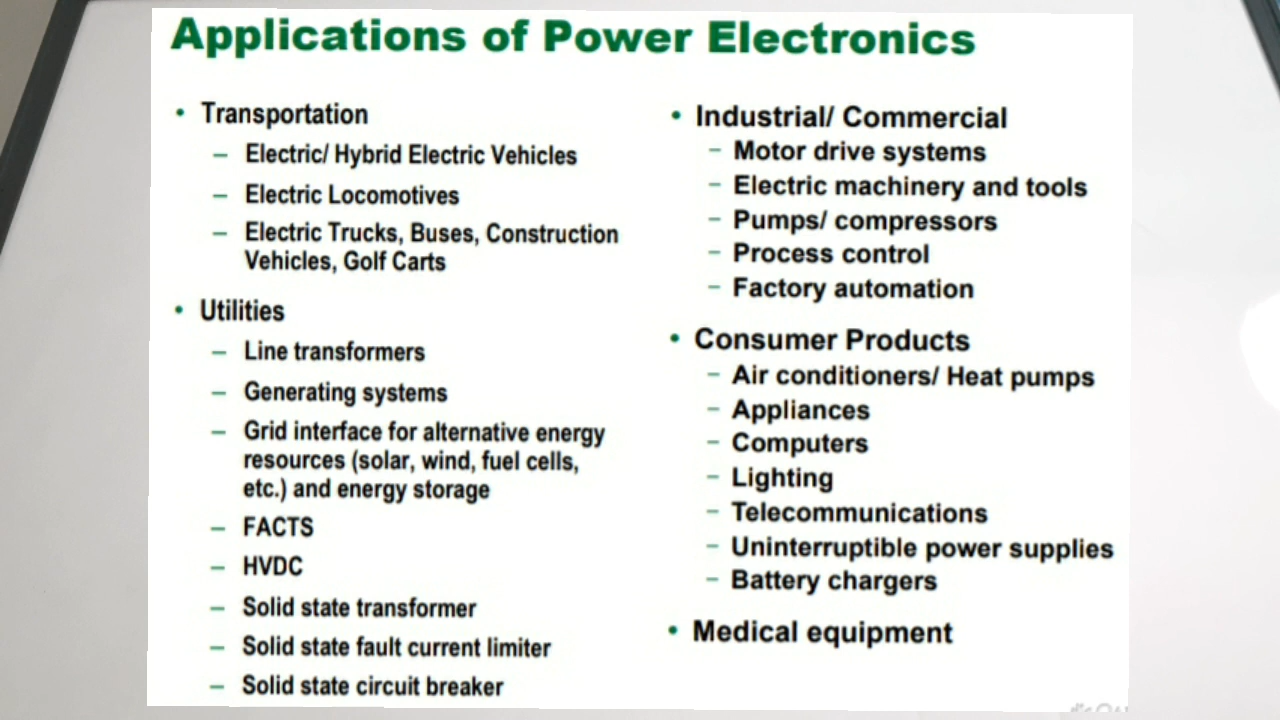 Applications of Power Electronics
• Transportation
– Electric/ Hybrid Electric Vehicles
– Electric Locomotives
– Electric Trucks, Buses, Construction
Vehicles, Golf Carts
• Utilities
– Line transformers
– Generating systems
– Grid interface for alternative energy
resources (solar, wind, fuel cells,
etc.) and energy storage
– FACTS
– HVDC
– Solid state transformer
– Solid state fault current limiter
– Solid state circuit breaker
• Industrial/ Commercial
– Motor drive systems
– Electric machinery and tools
– Pumps/ compressors
– Process control
– Factory automation
• Consumer Products
– Air conditioners/ Heat pumps
– Appliances
– Computers
– Lighting
– Telecommunications
– Uninterruptible power supplies
– Battery chargers
• Medical equipment